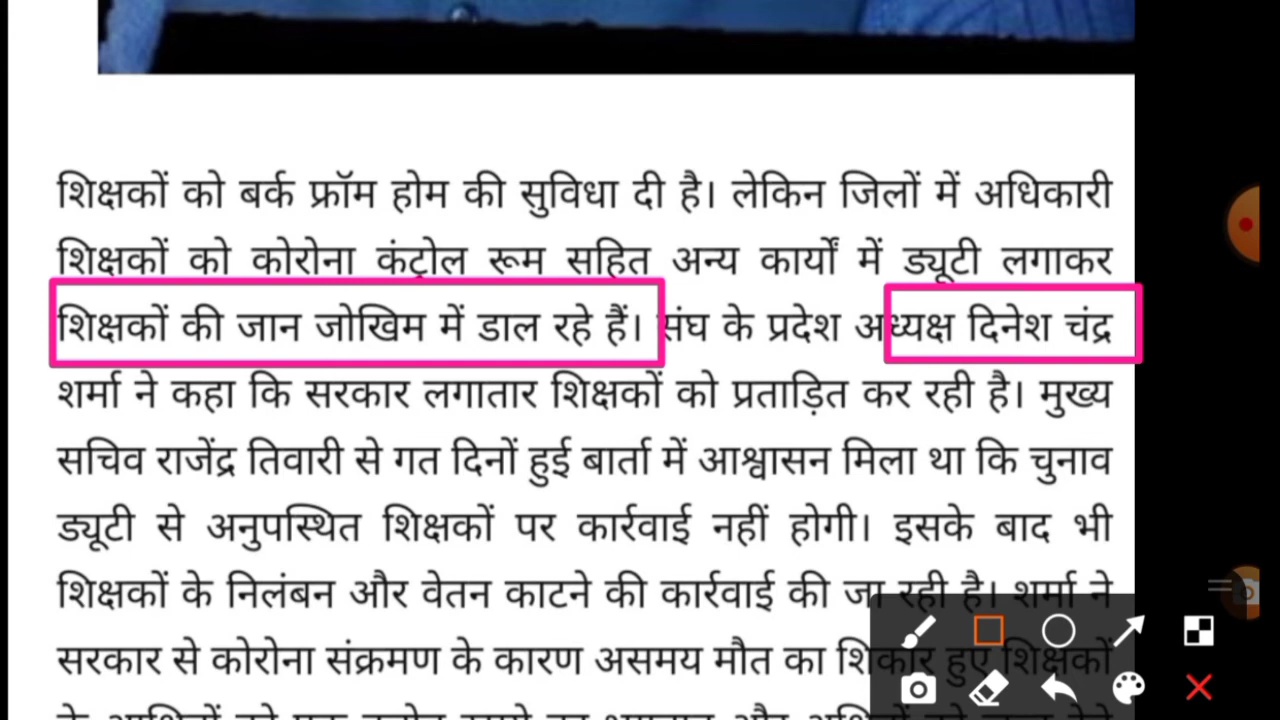 शिक्षकों को बर्क फ्रॉम होम की सुविधा दी है। लेकिन जिलों में अधिकारी
शिक्षकों को कोरोना कंट्रोल रूम सहित अन्य कार्यों में ड्यूटी लगाकर
शिक्षकों की जान जोखिम में डाल रहे हैं। संघ के प्रदेश अध्यक्ष दिनेश चंद्र
शर्मा ने कहा कि सरकार लगातार शिक्षकों को प्रताड़ित कर रही है। मुख्य
सचिव राजेंद्र तिवारी से गत दिनों हुई बार्ता में आश्वासन मिला था कि चुनाव
ड्यूटी से अनुपस्थित शिक्षकों पर कार्रवाई नहीं होगी। इसके बाद भी
शिक्षकों के निलंबन और वेतन काटने की कार्रवाई की जा रही है। शर्मा ने
सरकार से कोरोना संक्रमण के कारण असमय मौत का शिकार हुए शिक्षकों